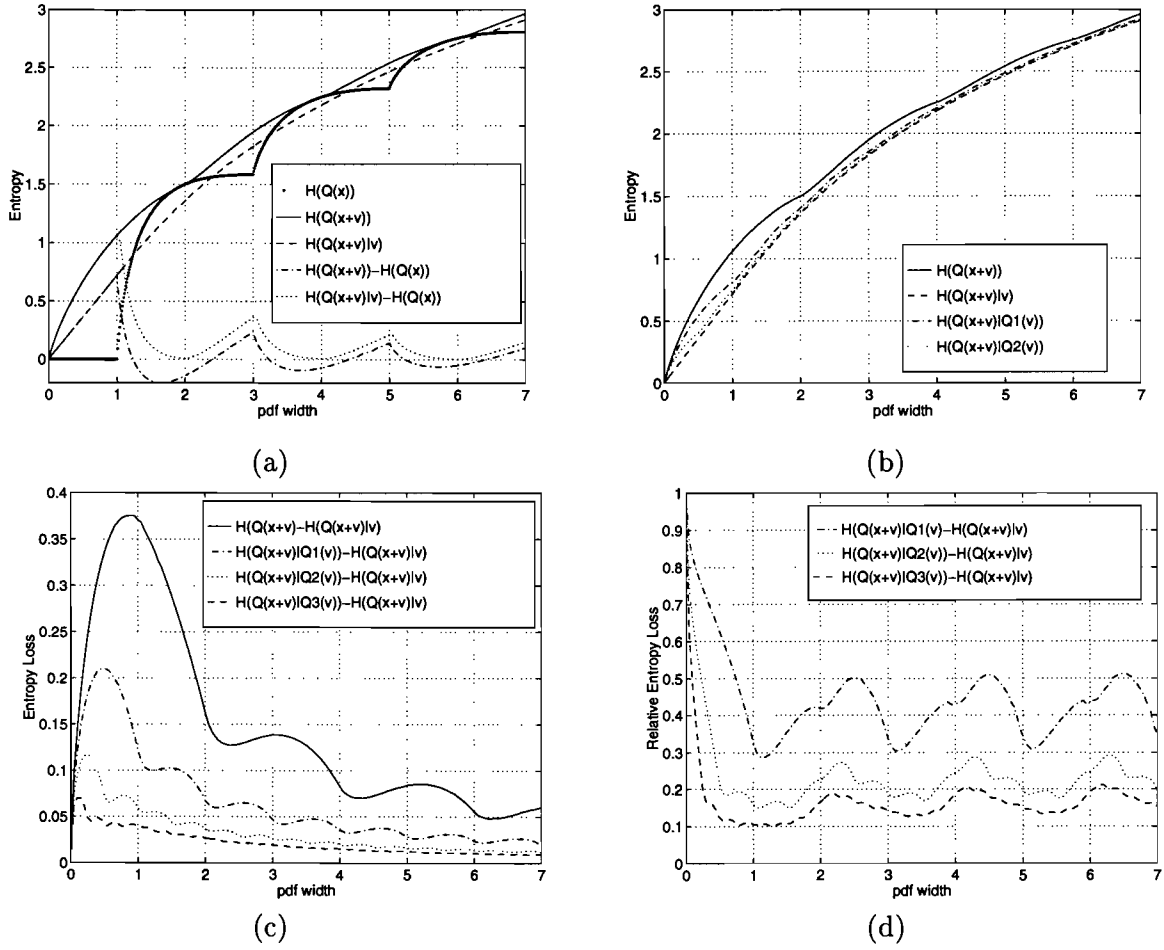 3
2.5
2
1.5
1
0.5
0
Entropy
H(Q(x))
H(Q(x+v))
H(Q(x+v)|v)
H(Q(x+v))−H(Q(x))
H(Q(x+v)|v)−H(Q(x))
0 1 2 3 4 5 6 7
pdf width
(a)
3
2.5
2
1.5
1
0.5
0
Entropy
H(Q(x+v))
H(Q(x+v)|v)
H(Q(x+v)|Q1(v))
H(Q(x+v)|Q2(v))
0 1 2 3 4 5 6 7
pdf width
(b)
0.4
0.35
0.3
0.25
0.2
0.15
0.1
0.05
0
Entropy Loss
H(Q(x+v)−H(Q(x+v)|v)
H(Q(x+v)|Q1(v))−H(Q(x+v)|v)
H(Q(x+v)|Q2(v))−H(Q(x+v)|v)
H(Q(x+v)|Q3(v))−H(Q(x+v)|v)
0 1 2 3 4 5 6 7
pdf width
(c)
1
0.9
0.8
0.7
0.6
0.5
0.4
0.3
0.2
0.1
0
Relative Entropy Loss
H(Q(x+v)|Q1(v)−H(Q(x+v)|v)
H(Q(x+v)|Q2(v))−H(Q(x+v)|v)
H(Q(x+v)|Q3(v))−H(Q(x+v)|v)
0 1 2 3 4 5 6 7
pdf width
(d)